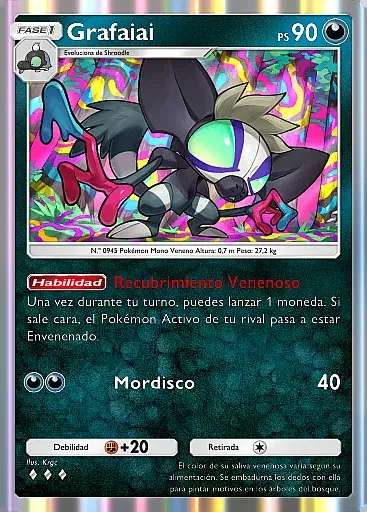 FASE 1
Grafaiai
PS 90
Evoluciona de Shroodle
N.º 0945 Pokémon Mono Veneno Altura: 0,7 m Peso: 27,2 kg
Habilidad Recubrimiento Venenoso
Una vez durante tu turno, puedes lanzar 1 moneda. Si
sale cara, el Pokémon Activo de tu rival pasa a estar
Envenenado.
Mordisco 40
Debilidad +20 Retirada
Ilus. Krgc
El color de su saliva venenosa varía según su
alimentación. Se embadurna los dedos con ella
para pintar motivos en los árboles del bosque.